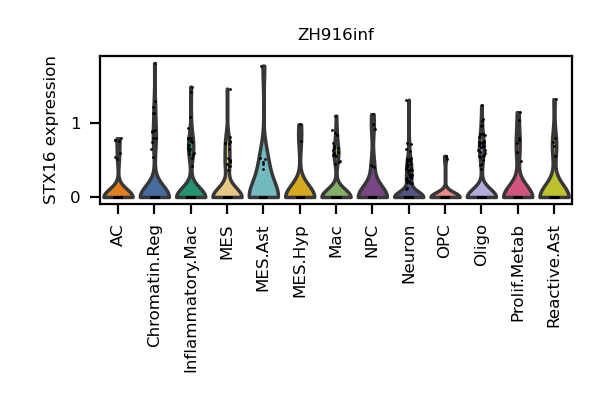 ZH916inf
STX16 expression
1
0
AC
Chromatin.Reg
Inflammatory.Mac
MES
MES.Ast
MES.Hyp
Mac
NPC
Neuron
OPC
Oligo
Prolif.Metab
Reactive.Ast